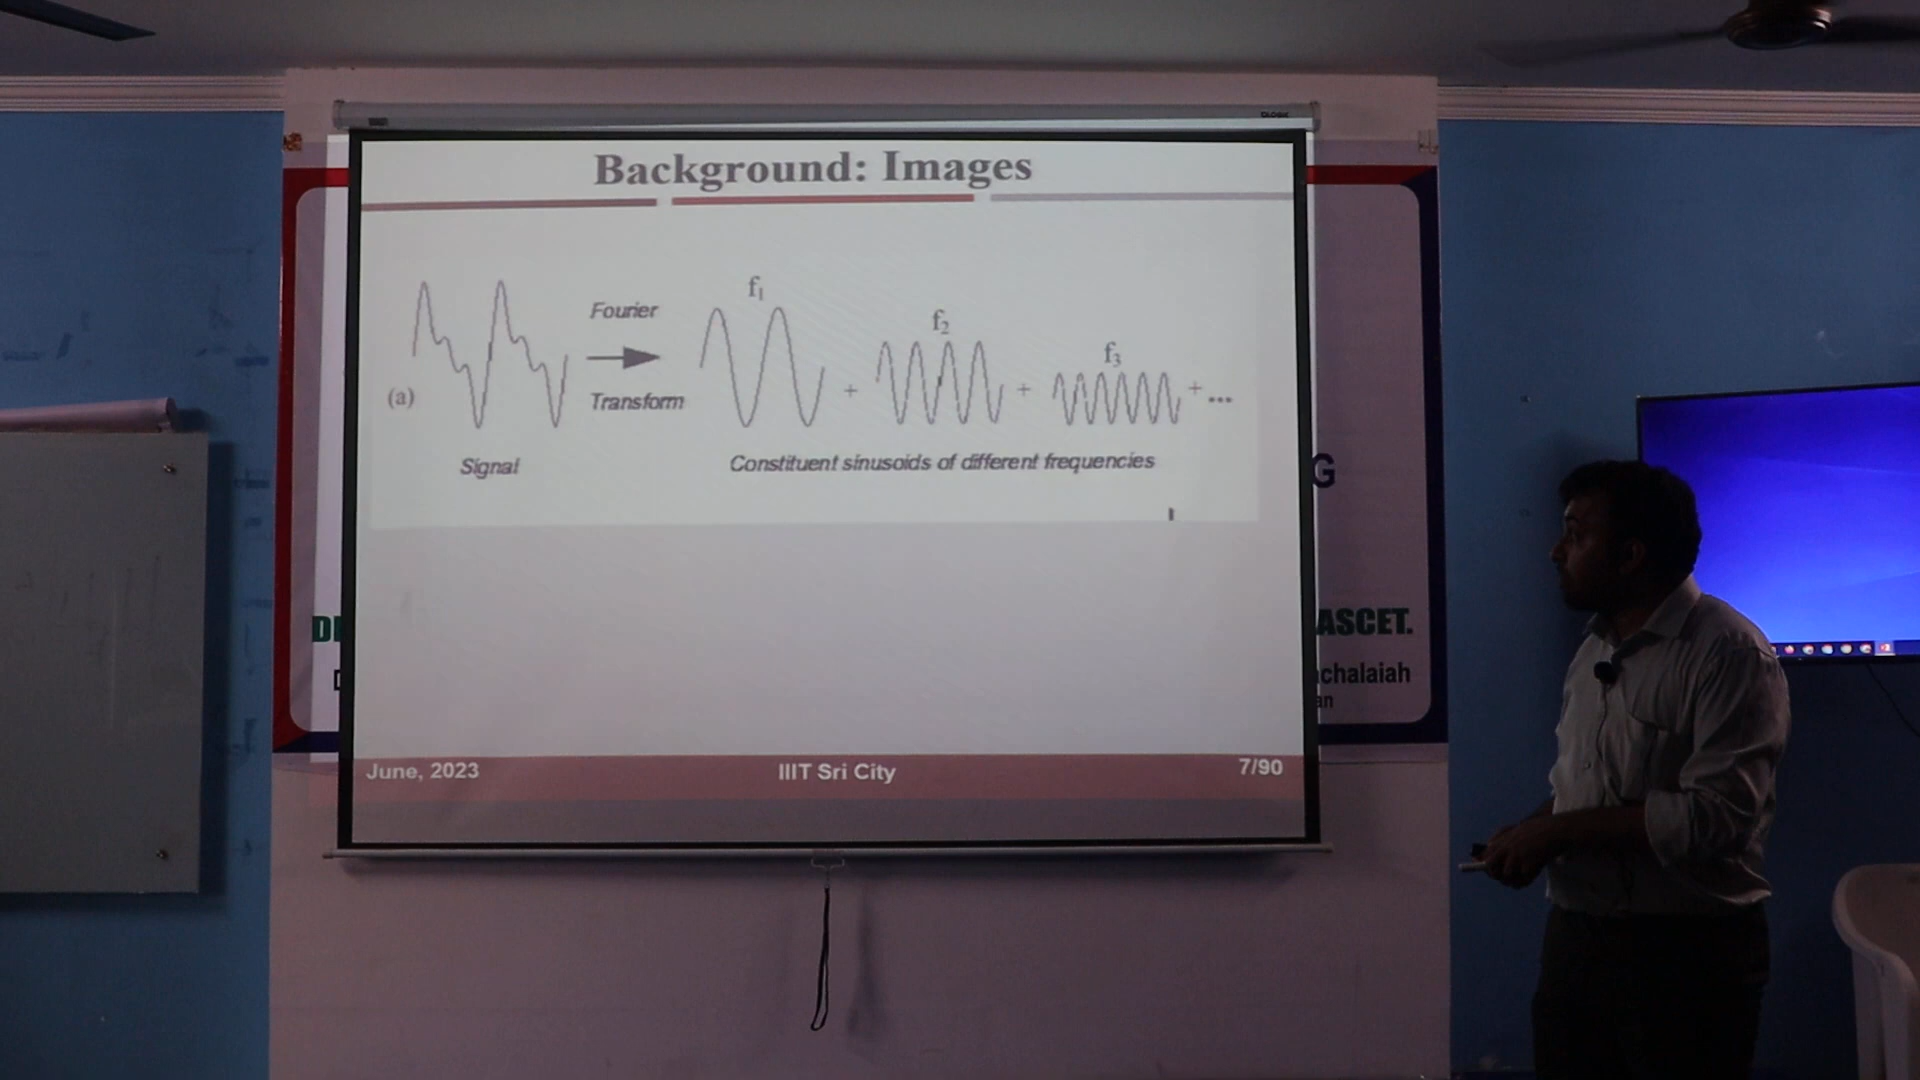 Background: Images
f₁
Fourier
f₂
f₃
(a)
Transform
+
+
+ ...
Signal
Constituent sinusoids of different frequencies
G
ASCET.
chalaiah
an
June, 2023
IIIT Sri City
7/90